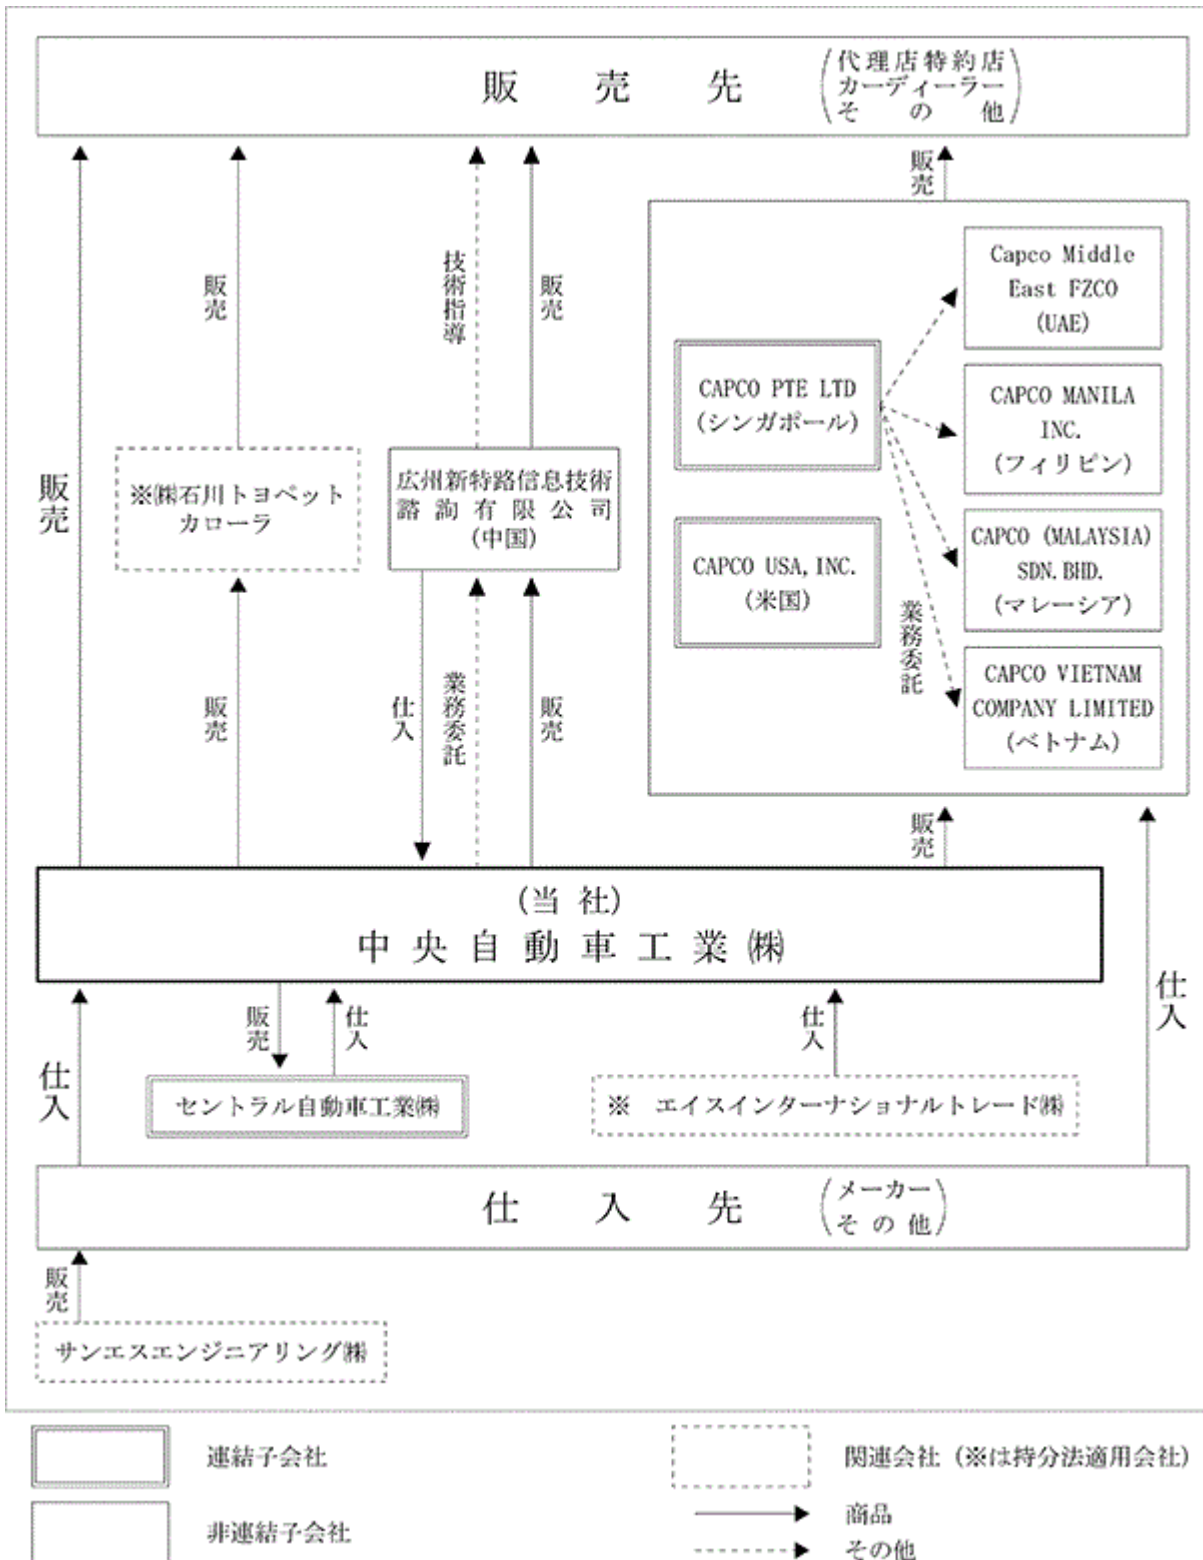 販売先
代理店特約店
カーディーラー
その他
販売
販売
技術指導
販売
販売
Capco Middle
East FZCO
(UAE)
CAPCO PTE LTD
(シンガポール)
CAPCO MANILA
INC.
(フィリピン)
※㈱石川トヨペット
カローラ
広州新特路信息技術
諮詢有限公司
(中国)
CAPCO USA, INC.
(米国)
CAPCO (MALAYSIA)
SDN. BHD.
(マレーシア)
業務委託
CAPCO VIETNAM
COMPANY LIMITED
(ベトナム)
販売
仕入
業務委託
販売
販売
(当社)
中央自動車工業㈱
仕入
販売
仕入
仕入
仕入
セントラル自動車工業㈱
※ エイスインターナショナルトレード㈱
仕入先
メーカー
その他
販売
サンエスエンジニアリング㈱
連結子会社
関連会社 (※は持分法適用会社)
非連結子会社
商品
その他